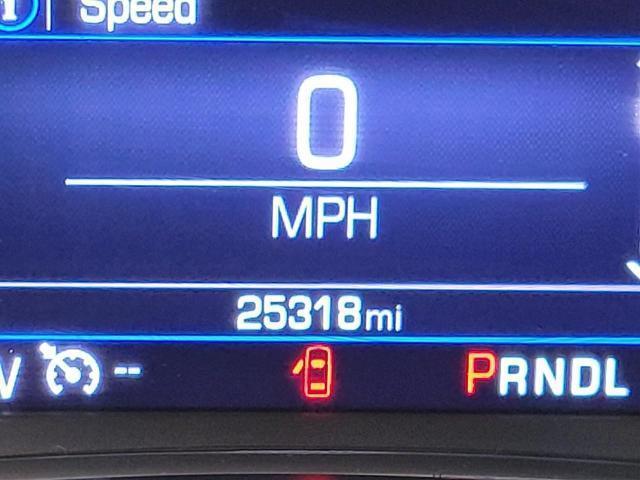 Speed
0
MPH
25318mi
-- PRNDL